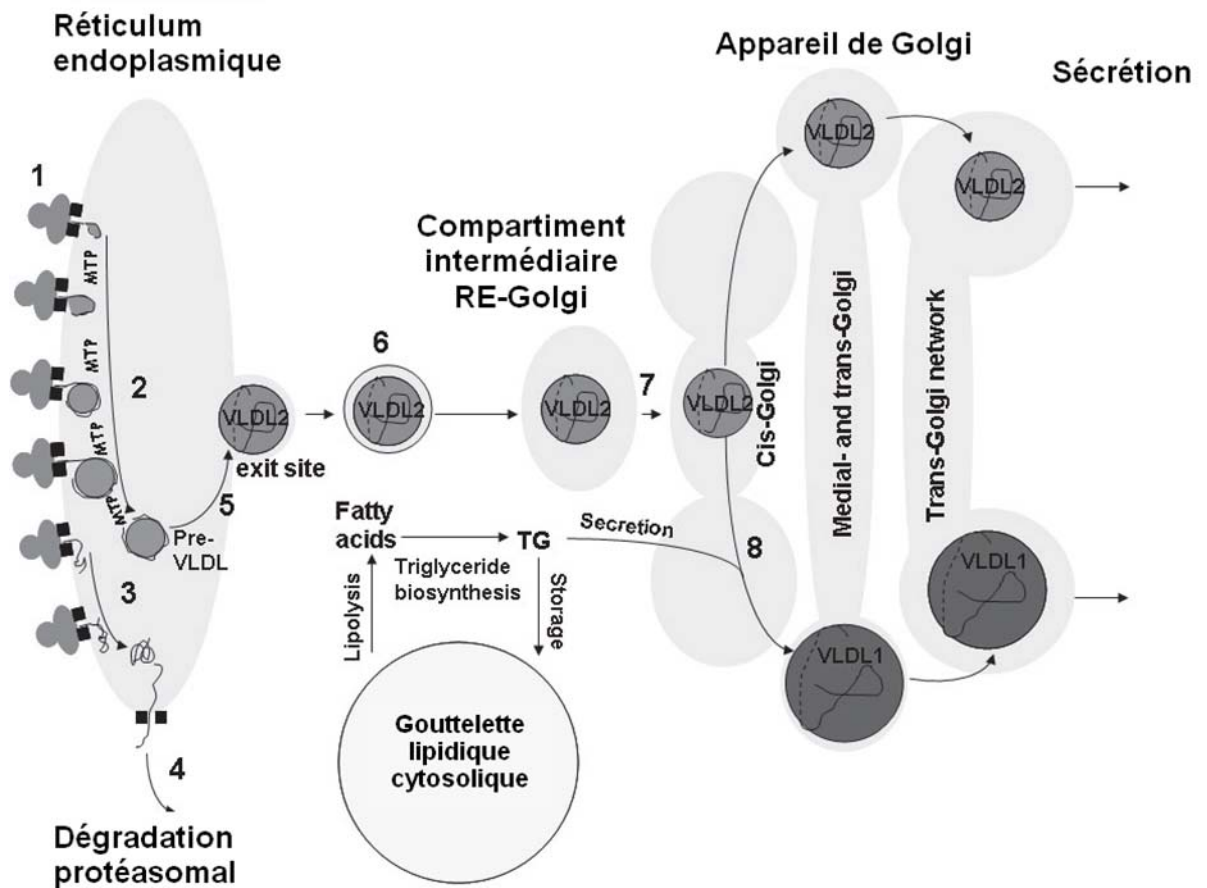 Réticulum
endoplasmique
Appareil de Golgi
Sécrétion
1
MTP
MTP
2
MTP
MTP
Pre-
VLDL
3
4
Dégradation
protéasomal
5
VLDL2
exit site
6
VLDL2
Compartiment
intermédiaire
RE-Golgi
VLDL2
7
VLDL2
Cis-Golgi
VLDL2
Medial- and trans-Golgi
VLDL2
Trans-Golgi network
Fatty
acids
TG
Secretion
8
Triglyceride
biosynthesis
Lipolysis
Storage
Gouttelette
lipidique
cytosolique
VLDL1
VLDL1